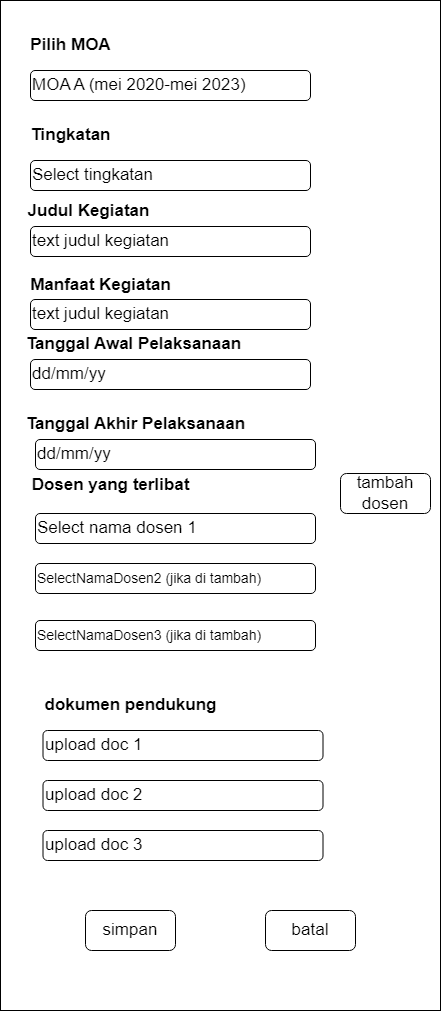 Pilih MOA
MOA A (mei 2020-mei 2023)
Tingkatan
Select tingkatan
Judul Kegiatan
text judul kegiatan
Manfaat Kegiatan
text judul kegiatan
Tanggal Awal Pelaksanaan
dd/mm/yy
Tanggal Akhir Pelaksanaan
dd/mm/yy
Dosen yang terlibat
tambah
dosen
Select nama dosen 1
SelectNamaDosen2 (jika di tambah)
SelectNamaDosen3 (jika di tambah)
dokumen pendukung
upload doc 1
upload doc 2
upload doc 3
simpan
batal